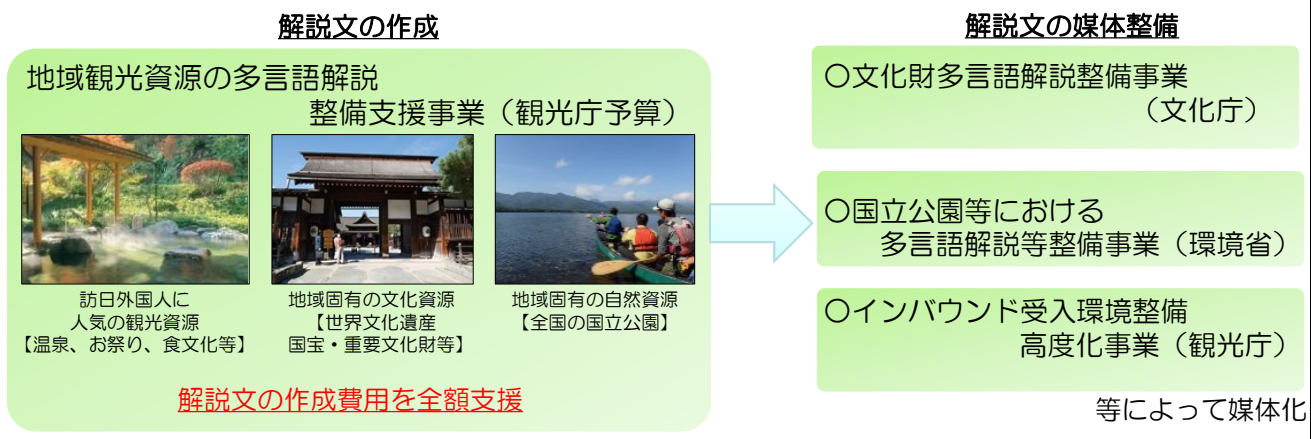 解説文の作成
地域観光資源の多言語解説
整備支援事業（観光庁予算）
訪日外国人に
人気の観光資源
【温泉、お祭り、食文化等】
地域固有の文化資源
【世界文化遺産
国宝・重要文化財等】
地域固有の自然資源
【全国の国立公園】
解説文の作成費用を全額支援
解説文の媒体整備
〇文化財多言語解説整備事業
（文化庁）
〇国立公園等における
多言語解説等整備事業（環境省）
〇インバウンド受入環境整備
高度化事業（観光庁）
等によって媒体化